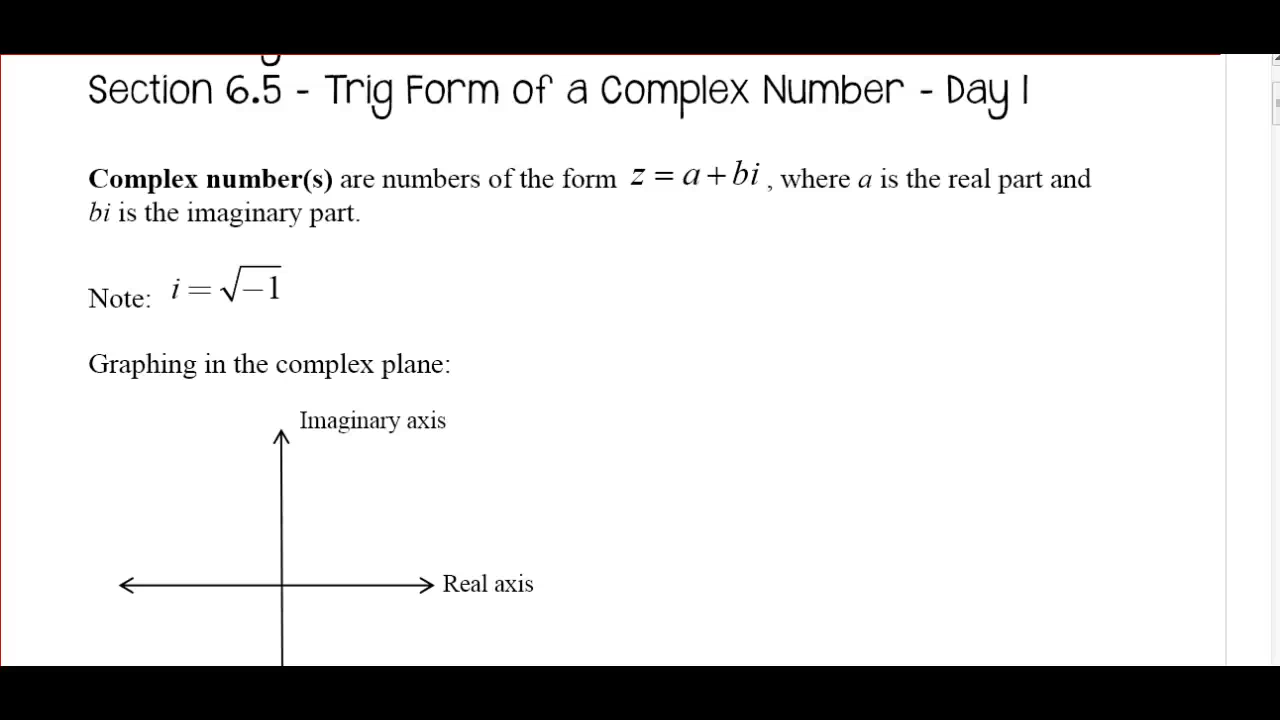 Section 6.5 - Trig Form of a Complex Number - Day 1
Complex number(s) are numbers of the form z = a + bi , where a is the real part and
bi is the imaginary part.
Note: i = √−1
Graphing in the complex plane:
Imaginary axis
Real axis